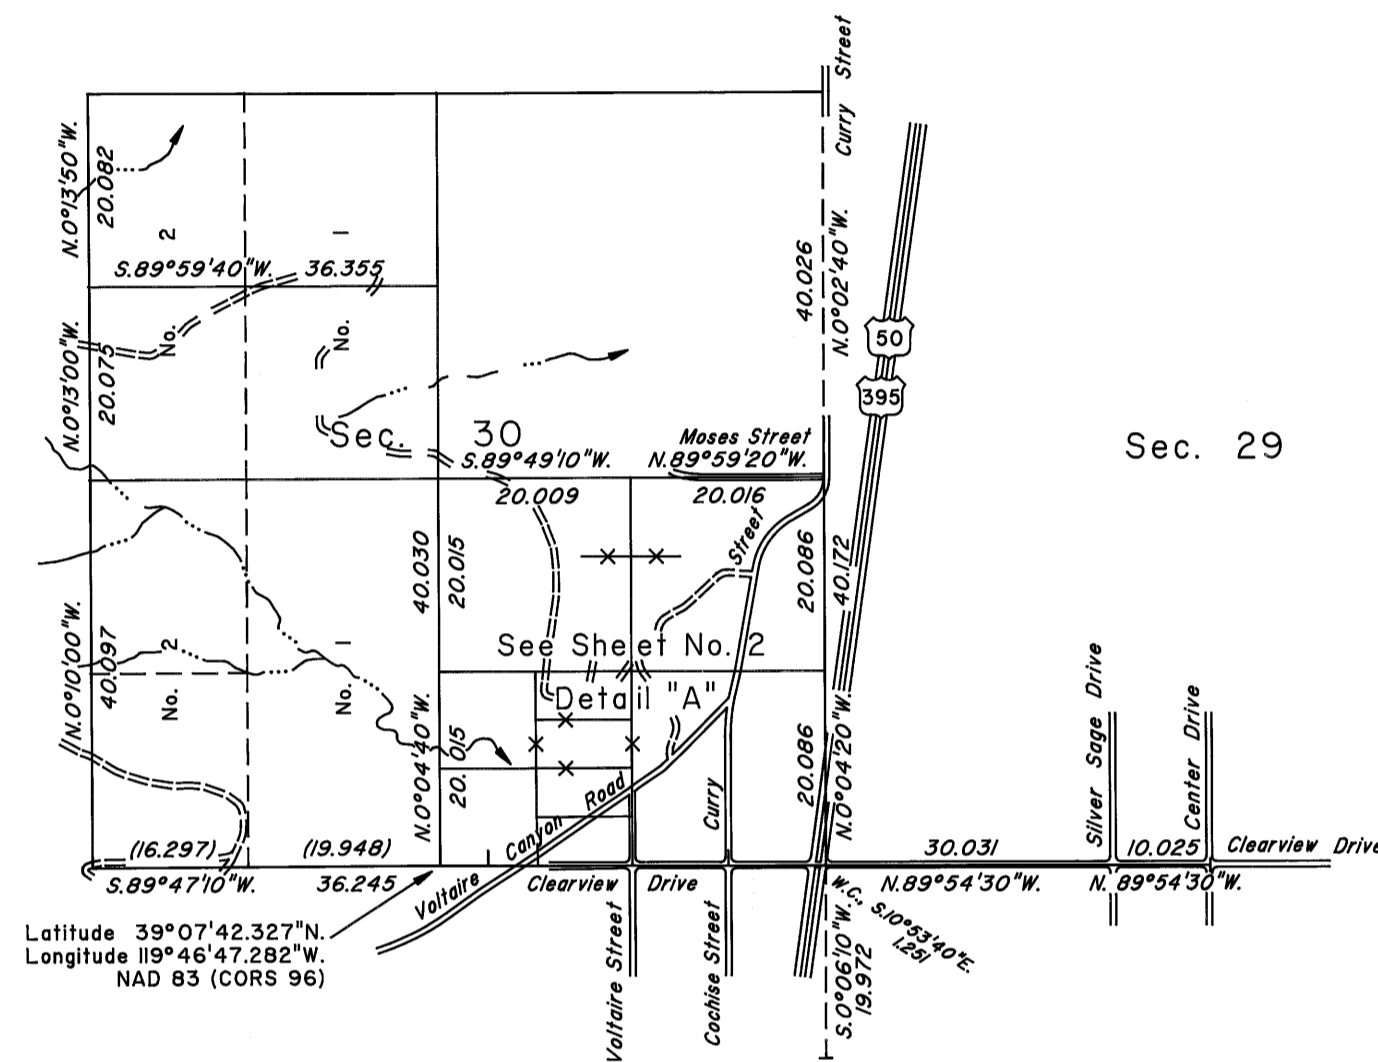 Curry Street
N.0°13'50"W.
20.082
2
1
S.89°59'40"W. 36.355
40.026
N.0°02'40"W.
50
395
N.0°13'00"W.
20.075
No.
No.
Sec. 30
Sec. 29
Moses Street
S.89°49'10"W. N.89°59'20"W.
20.009
20.016
Street
40.030
20.015
20.086
40.172
N.0°10'00"W.
40.097
2
No.
1
No.
See Sheet No. 2
Detail "A"
N.0°04'40"W.
20.015
Road
Canyon
Voltaire
Curry
20.086
N.0°04'20"W.
Silver Sage Drive
Center Drive
(16.297)
(19.948)
S.89°47'10"W. 36.245
30.031
10.025
Clearview Drive
Clearview Drive
N.89°54'30"W.
N. 89°54'30"W.
W.C., S.10°53'40"E.
1.251
Latitude 39°07'42.327"N.
Longitude 119°46'47.282"W.
NAD 83 (CORS 96)
Voltaire Street
Cochise Street
S.0°06'10"W.
19.972